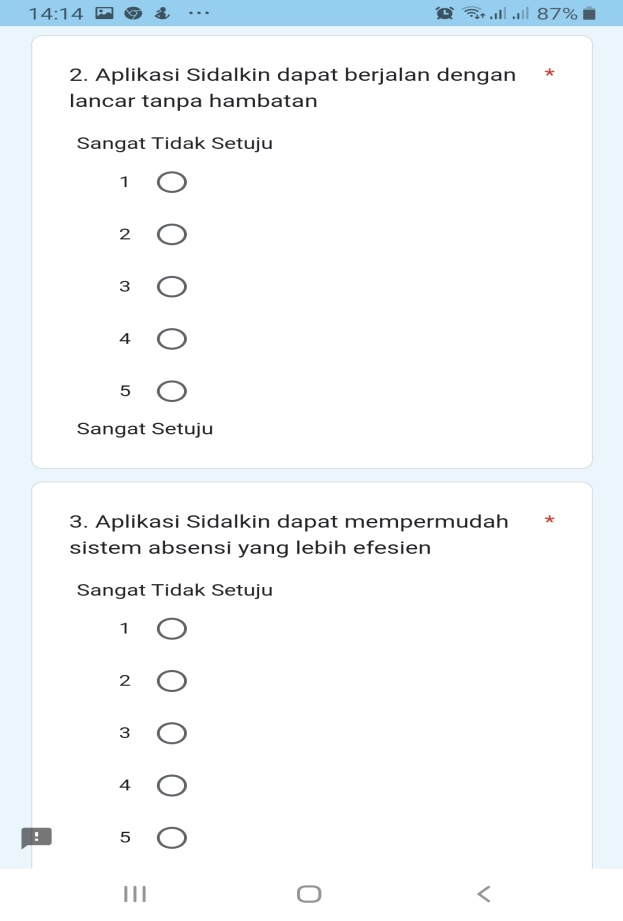 14:14
87%
2. Aplikasi Sidalkin dapat berjalan dengan *
lancar tanpa hambatan
Sangat Tidak Setuju
1
2
3
4
5
Sangat Setuju
3. Aplikasi Sidalkin dapat mempermudah *
sistem absensi yang lebih efesien
Sangat Tidak Setuju
1
2
3
4
5